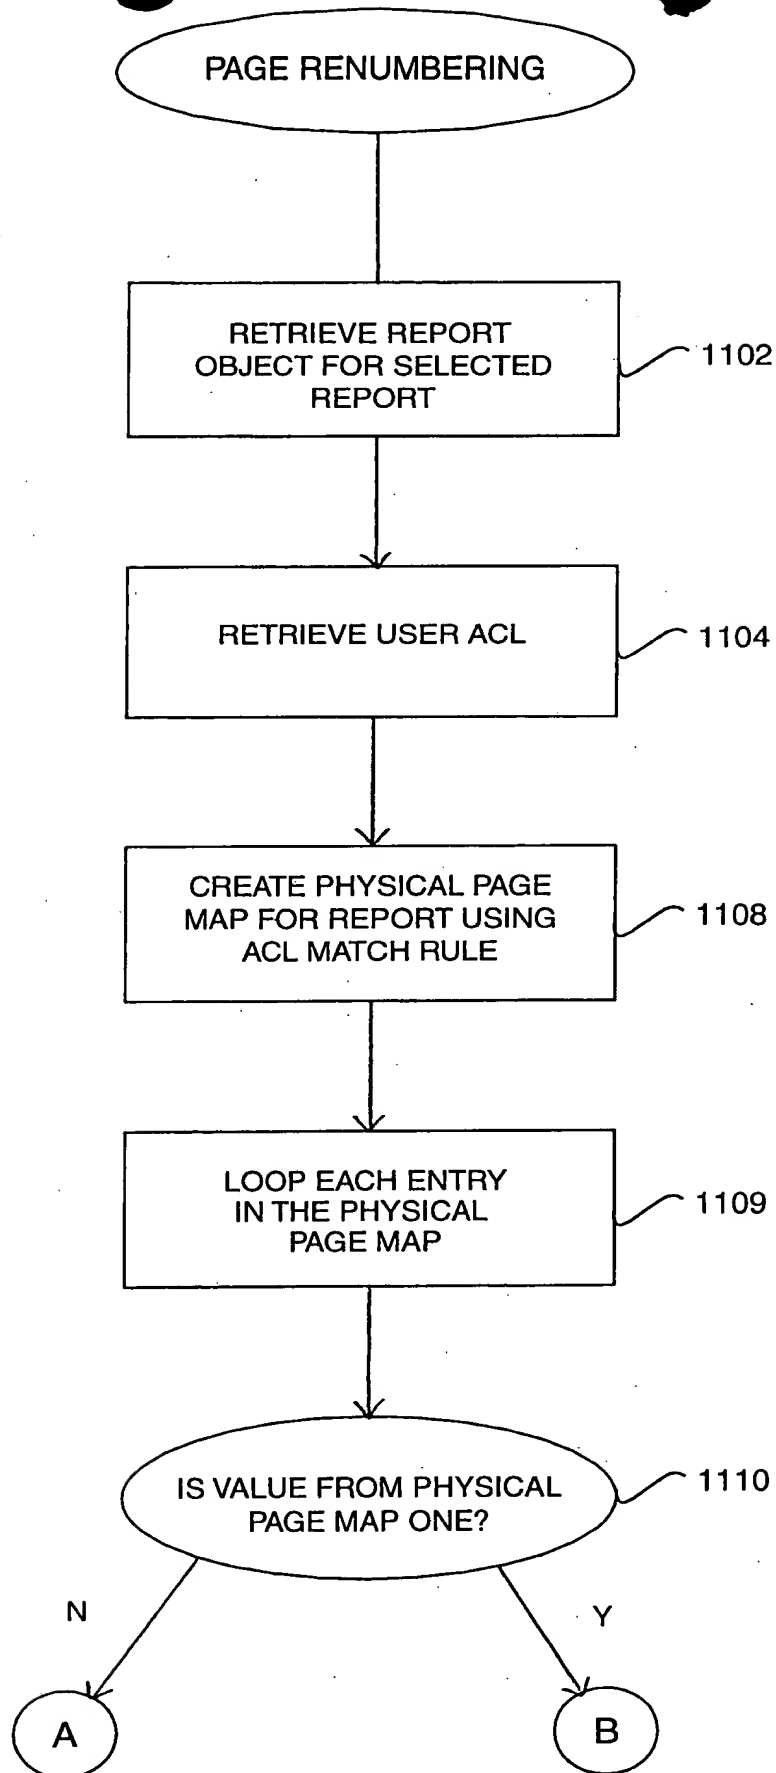 PAGE RENUMBERING
RETRIEVE REPORT
OBJECT FOR SELECTED
REPORT
1102
RETRIEVE USER ACL
1104
CREATE PHYSICAL PAGE
MAP FOR REPORT USING
ACL MATCH RULE
1108
LOOP EACH ENTRY
IN THE PHYSICAL
PAGE MAP
1109
IS VALUE FROM PHYSICAL
PAGE MAP ONE?
1110
N
Y
A
B